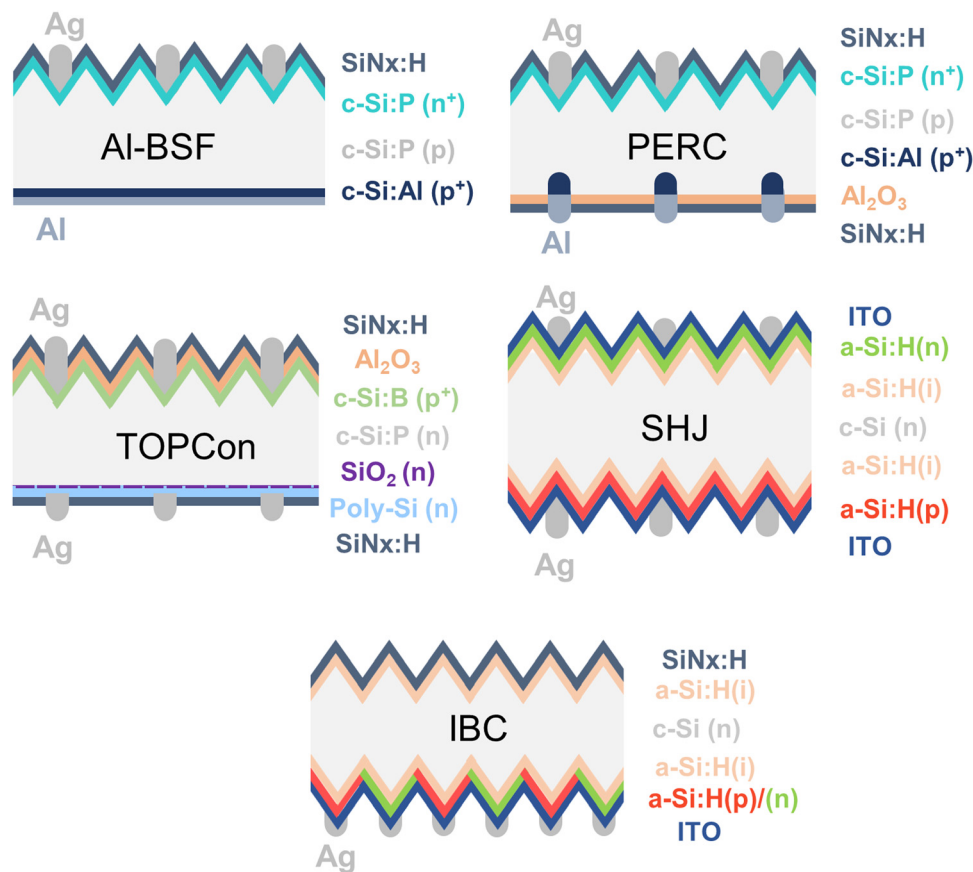 Ag
SiNx:H
c-Si:P (n⁺)
Al-BSF
c-Si:P (p)
c-Si:Al (p⁺)
Al
Ag
SiNx:H
c-Si:P (n⁺)
c-Si:P (p)
PERC
c-Si:Al (p⁺)
Al₂O₃
SiNx:H
Al
Ag
SiNx:H
Al₂O₃
c-Si:B (p⁺)
c-Si:P (n)
TOPCon
SiO₂ (n)
Poly-Si (n)
SiNx:H
Ag
Ag
ITO
a-Si:H(n)
a-Si:H(i)
c-Si (n)
SHJ
a-Si:H(i)
a-Si:H(p)
ITO
Ag
SiNx:H
a-Si:H(i)
c-Si (n)
IBC
a-Si:H(i)
a-Si:H(p)/(n)
ITO
Ag